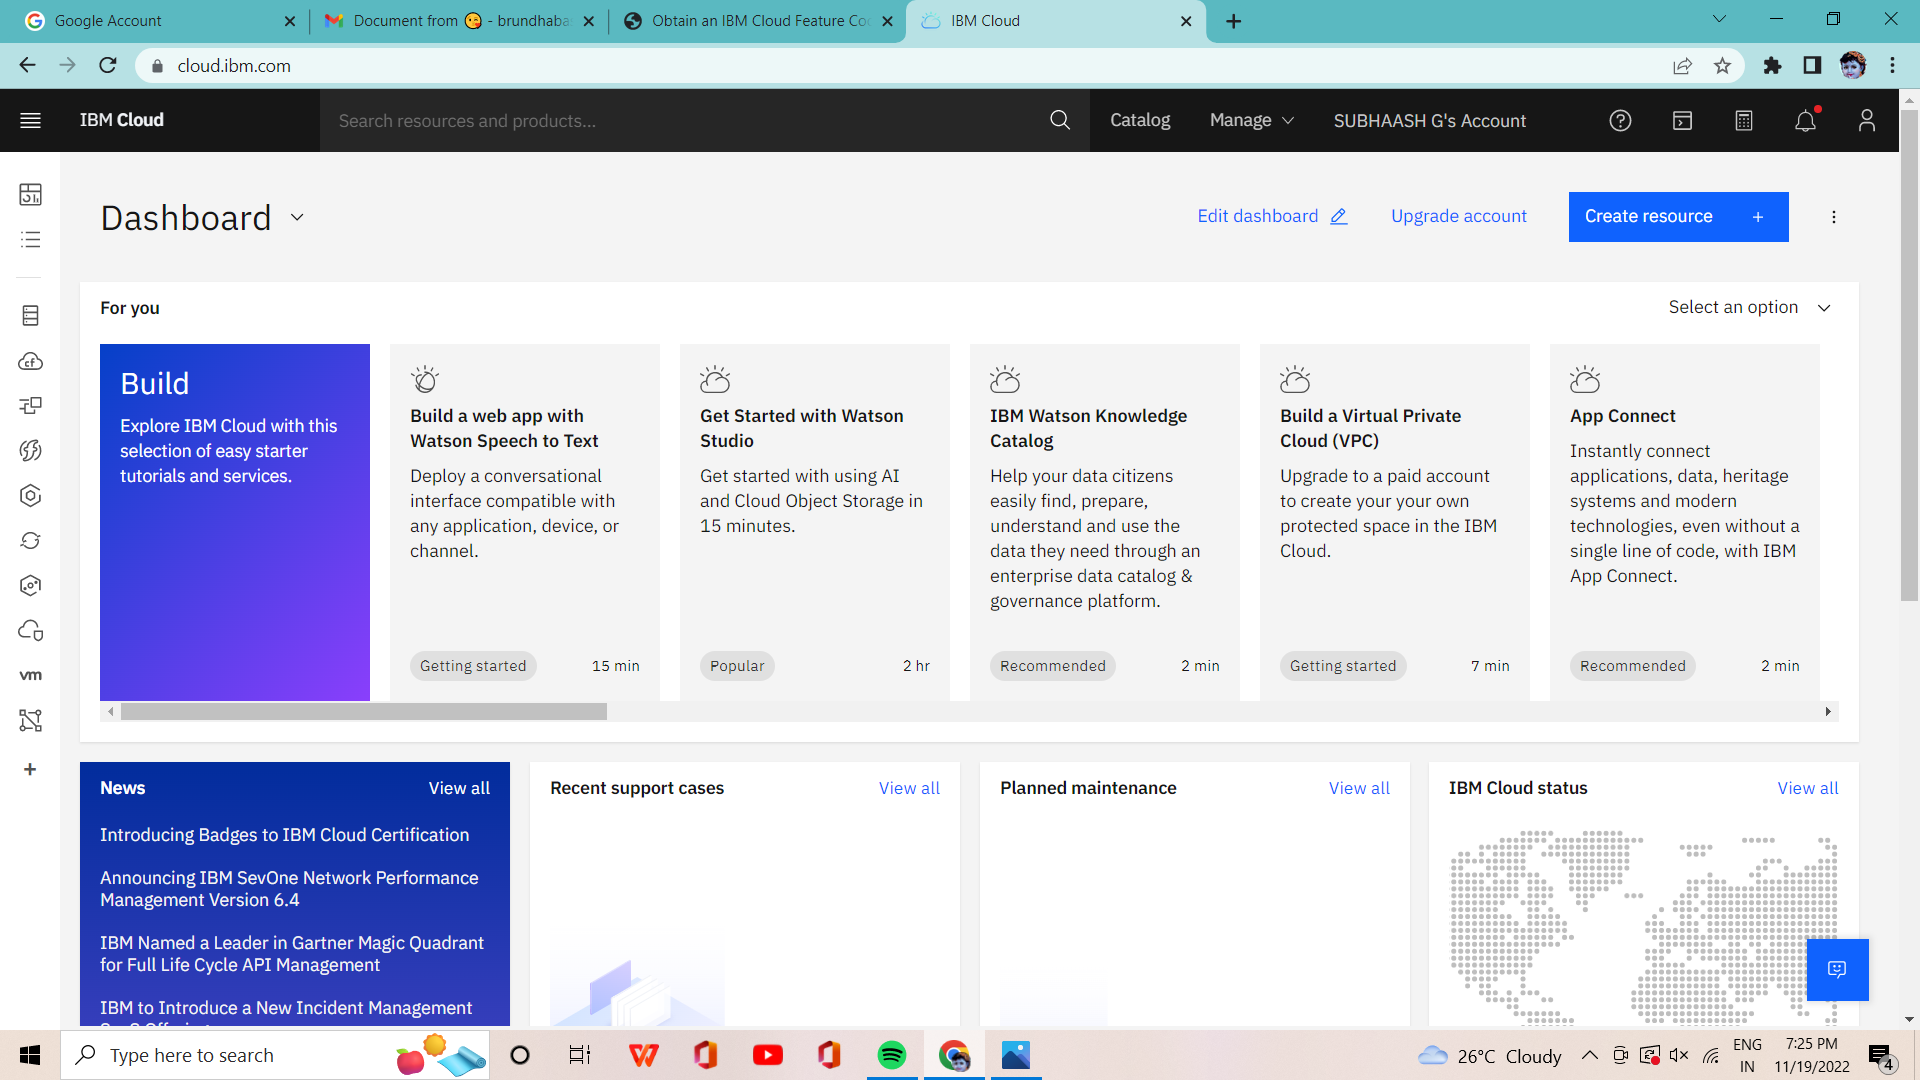 Google Account
Document from 😘 - brundhaba
Obtain an IBM Cloud Feature Co
IBM Cloud
cloud.ibm.com
IBM Cloud
Search resources and products...
Catalog
Manage
SUBHAASH G's Account
Dashboard
Edit dashboard
Upgrade account
Create resource +
For you
Select an option
Build
Explore IBM Cloud with this
selection of easy starter
tutorials and services.
Build a web app with
Watson Speech to Text
Deploy a conversational
interface compatible with
any application, device, or
channel.
Getting started
15 min
Get Started with Watson
Studio
Get started with using AI
and Cloud Object Storage in
15 minutes.
Popular
2 hr
IBM Watson Knowledge
Catalog
Help your data citizens
easily find, prepare,
understand and use the
data they need through an
enterprise data catalog &
governance platform.
Recommended
2 min
Build a Virtual Private
Cloud (VPC)
Upgrade to a paid account
to create your your own
protected space in the IBM
Cloud.
Getting started
7 min
App Connect
Instantly connect
applications, data, heritage
systems and modern
technologies, even without a
single line of code, with IBM
App Connect.
Recommended
2 min
cf
vm
News
View all
Introducing Badges to IBM Cloud Certification
Announcing IBM SevOne Network Performance
Management Version 6.4
IBM Named a Leader in Gartner Magic Quadrant
for Full Life Cycle API Management
IBM to Introduce a New Incident Management
Recent support cases
View all
Planned maintenance
View all
IBM Cloud status
View all
Type here to search
26°C Cloudy
ENG
IN
7:25 PM
11/19/2022
4